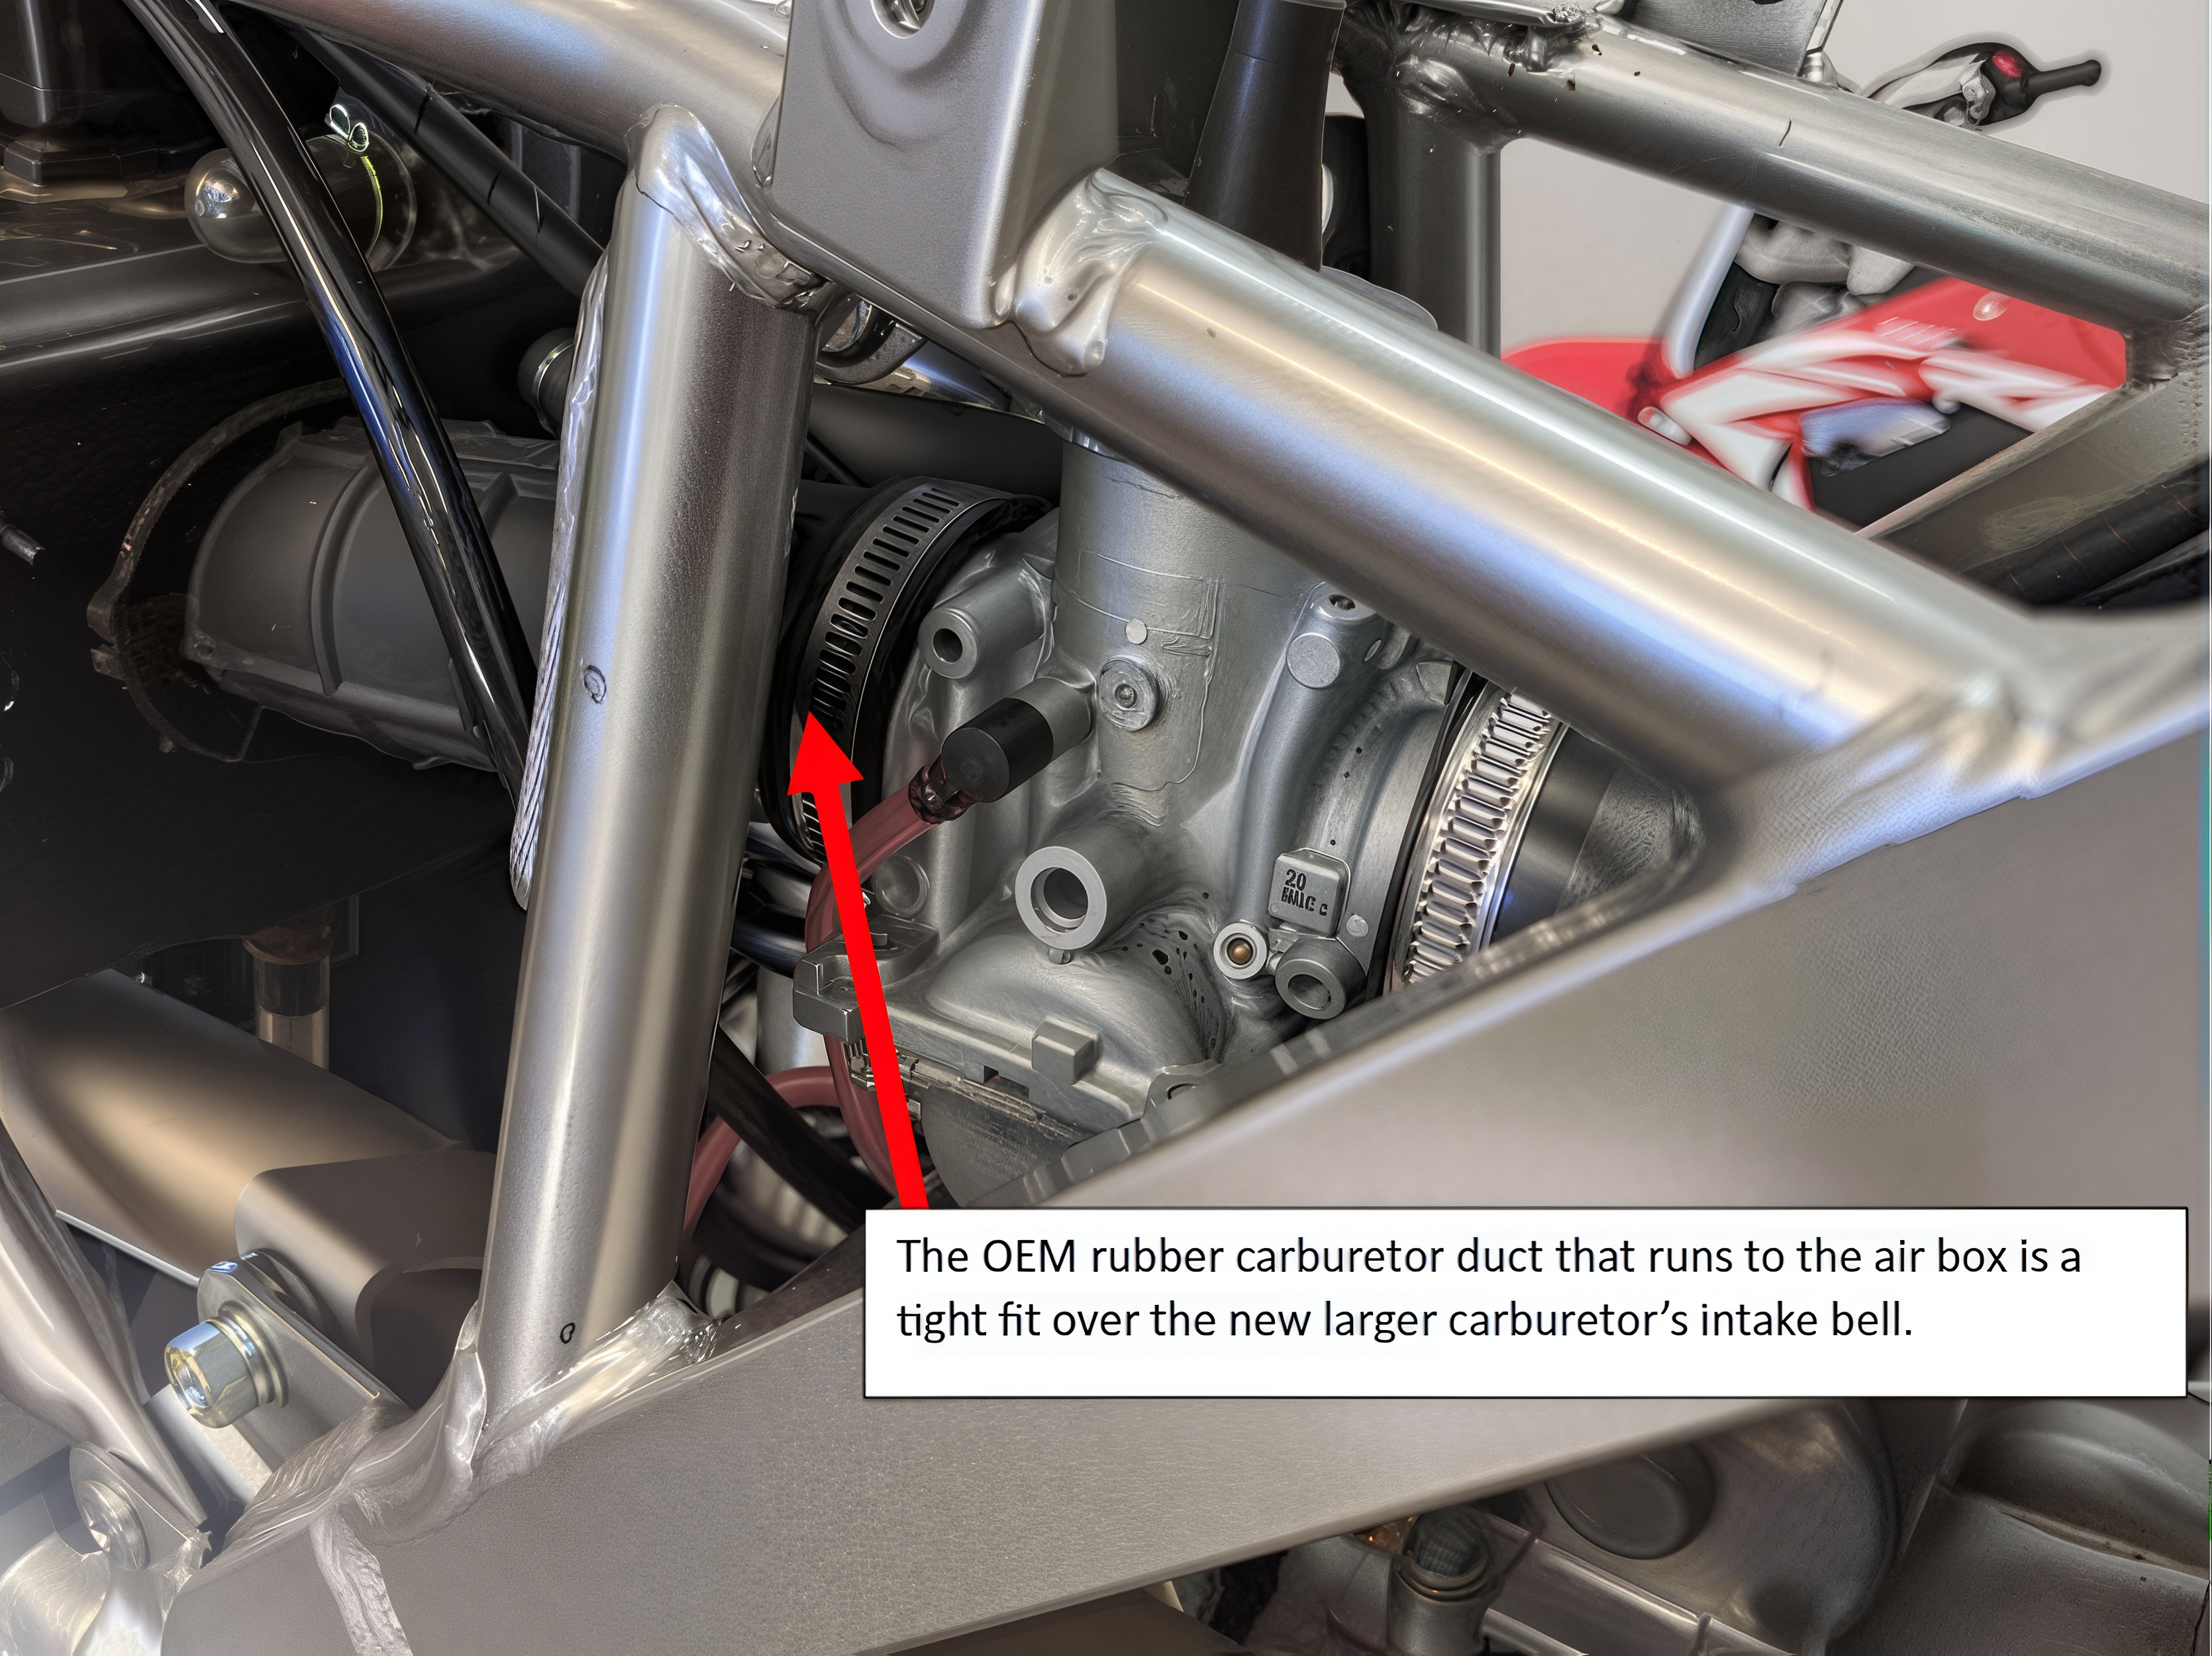 20
The OEM rubber carburetor duct that runs to the air box is a
tight fit over the new larger carburetor’s intake bell.